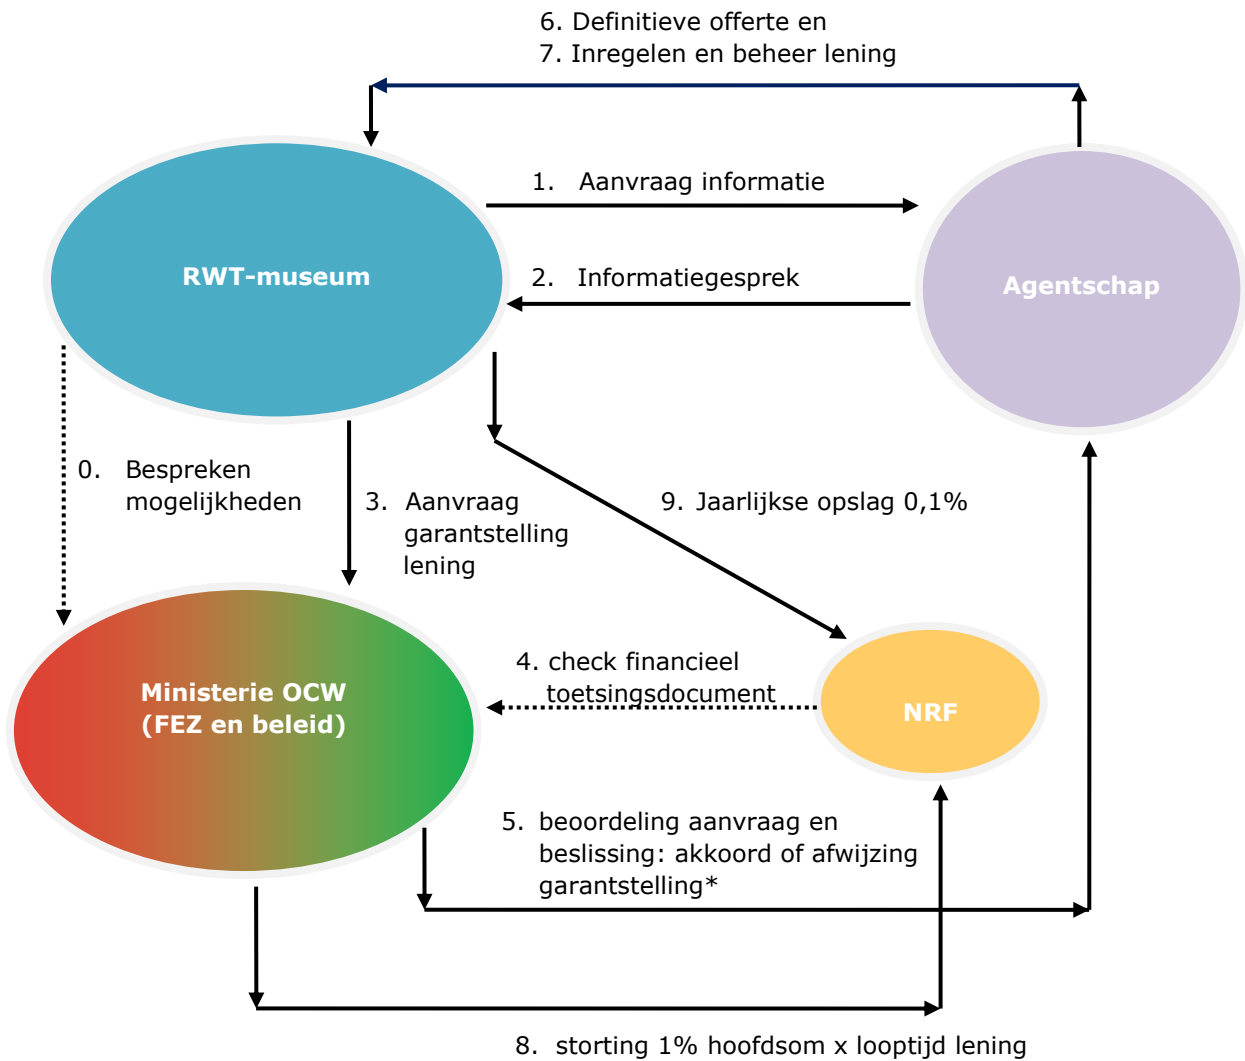 6. Definitieve offerte en
7. Inregelen en beheer lening
1. Aanvraag informatie
RWT-museum
2. Informatiegesprek
Agentschap
0. Bespreken
mogelijkheden
3. Aanvraag
garantstelling
lening
9. Jaarlijkse opslag 0,1%
4. check financieel
toetsingsdocument
Ministerie OCW
(FEZ en beleid)
NRF
5. beoordeling aanvraag en
beslissing: akkoord of afwijzing
garantstelling*
8. storting 1% hoofdsom x looptijd lening